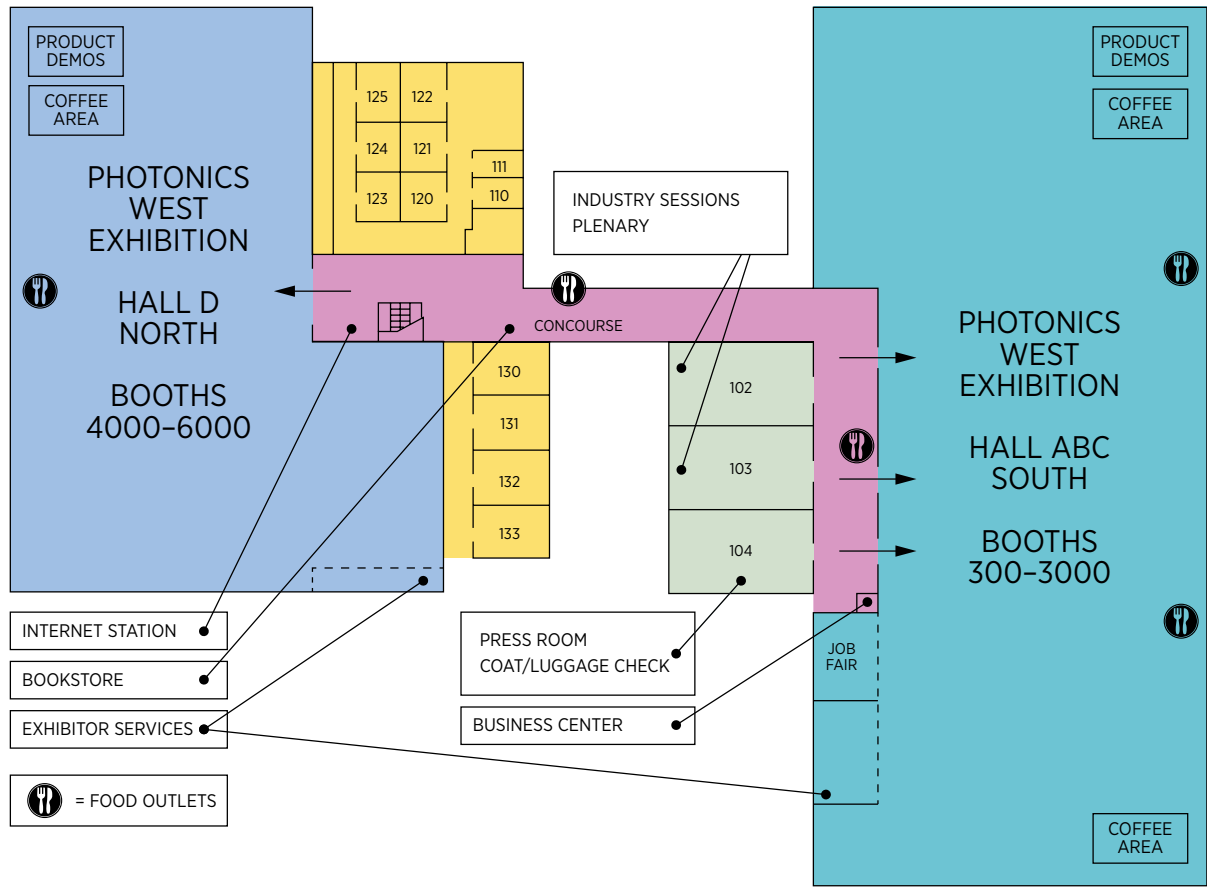 PRODUCT
DEMOS
COFFEE
AREA
PHOTONICS
WEST
EXHIBITION
HALL D
NORTH
BOOTHS
4000–6000
125
122
124
121
123
120
111
110
INDUSTRY SESSIONS
PLENARY
CONCOURSE
130
131
132
133
102
103
104
PRODUCT
DEMOS
COFFEE
AREA
PHOTONICS
WEST
EXHIBITION
HALL ABC
SOUTH
BOOTHS
300–3000
JOB
FAIR
COFFEE
AREA
INTERNET STATION
BOOKSTORE
EXHIBITOR SERVICES
= FOOD OUTLETS
PRESS ROOM
COAT/LUGGAGE CHECK
BUSINESS CENTER